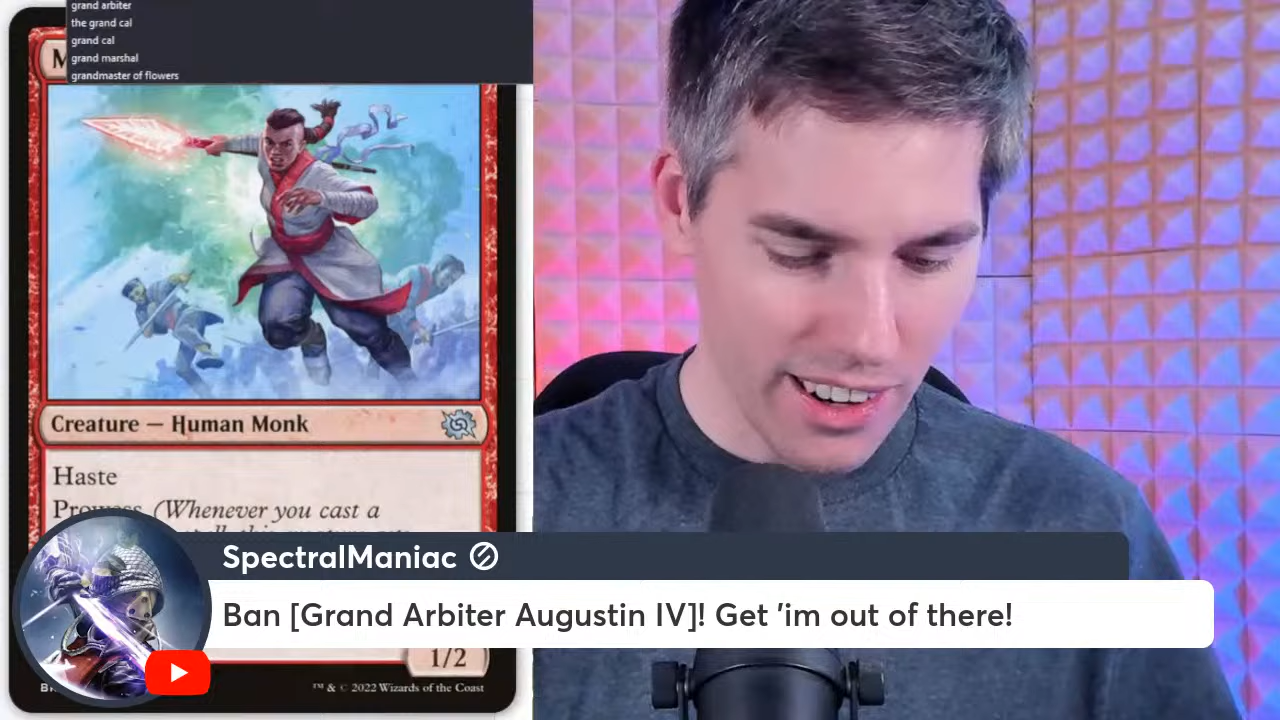 grand arbiter
the grand cal
grand cal
grand marshal
grandmaster of flowers
M
Creature — Human Monk
Haste
Prowess (Whenever you cast a
SpectralManiac
Ban [Grand Arbiter Augustin IV]! Get 'im out of there!
1/2
™ & © 2022 Wizards of the Coast